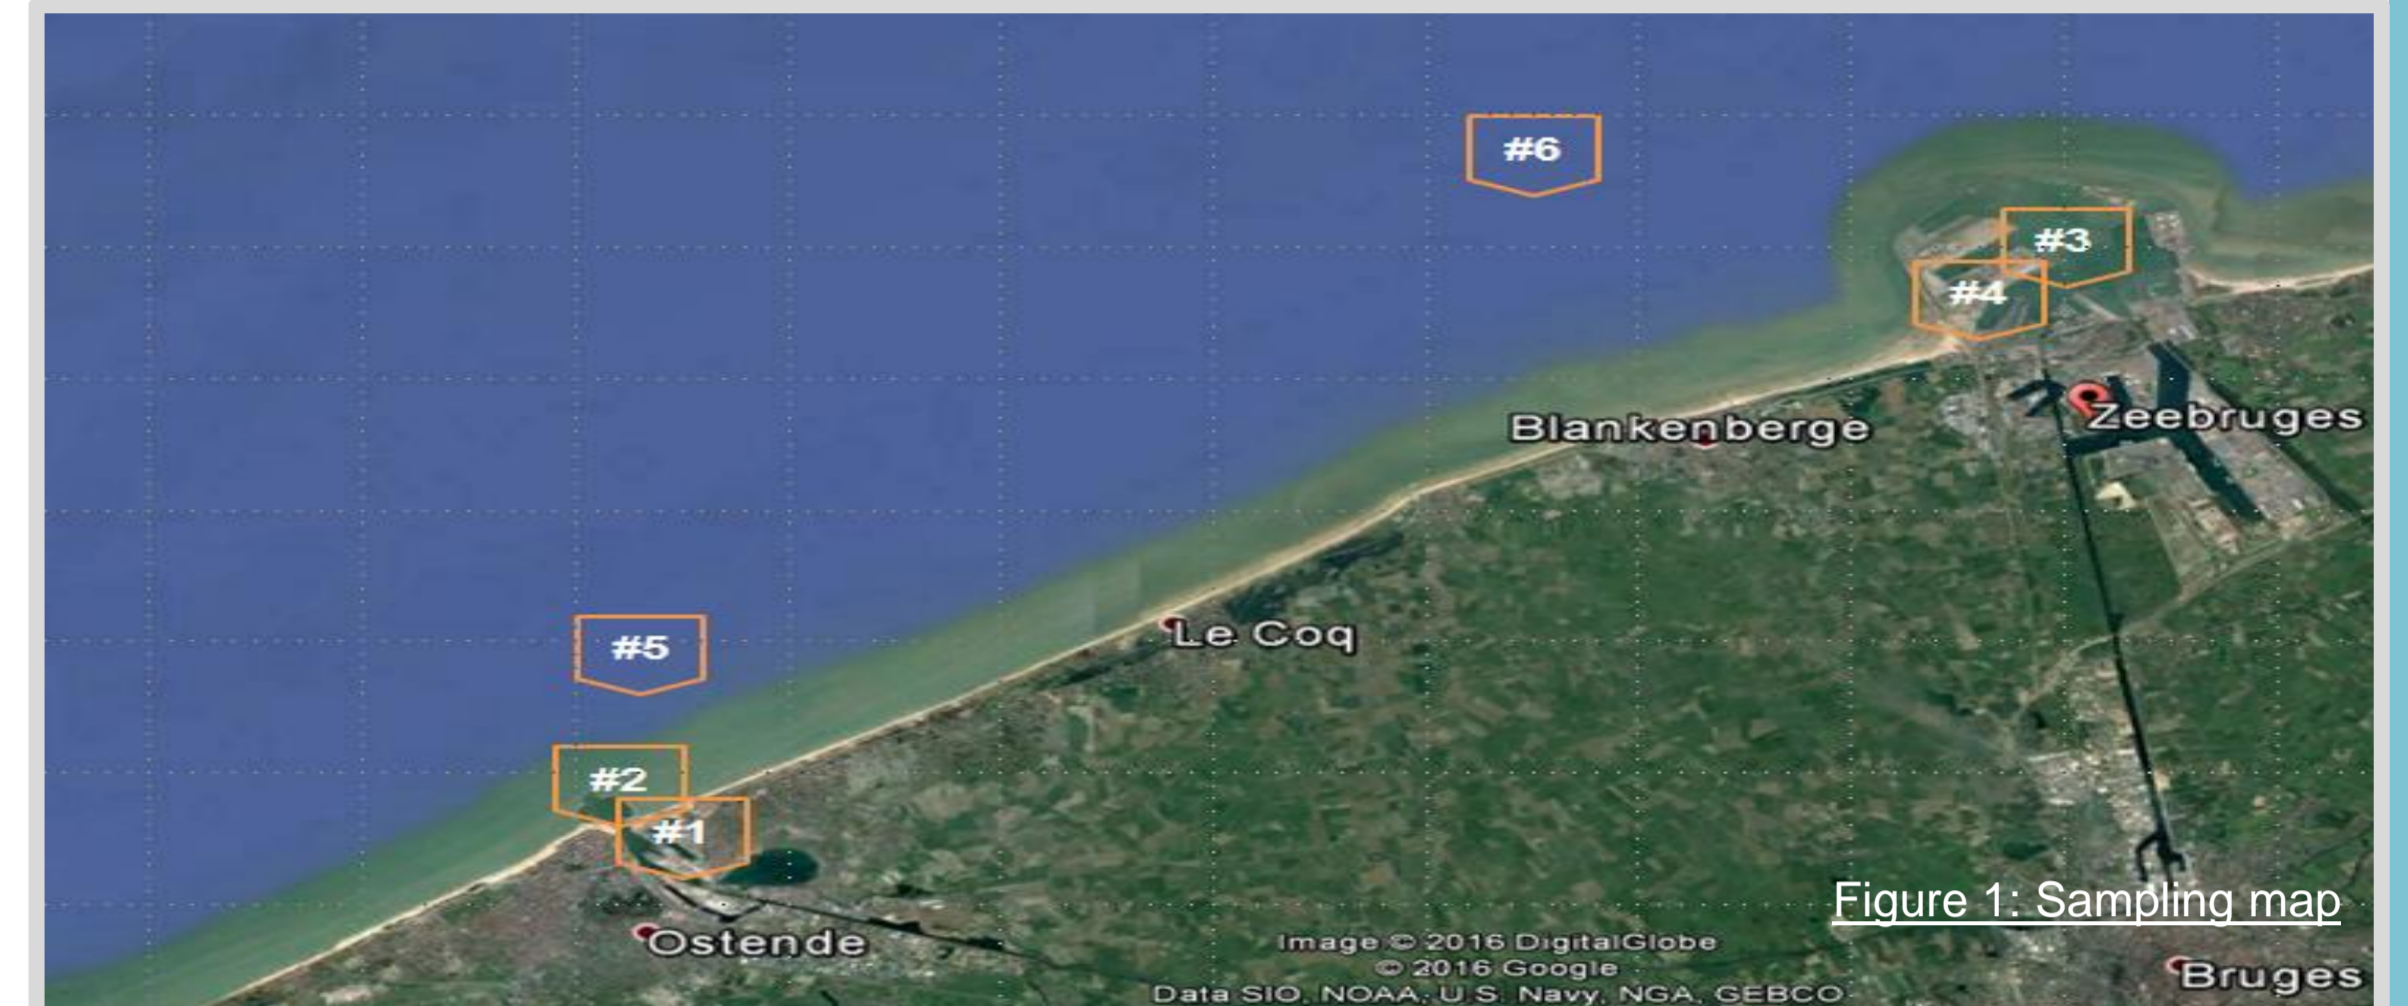 #6
#3
#4
Blankenberge
Zeebruges
Le Coq
#5
#2
#1
Figure 1: Sampling map
Ostende
Image © 2016 DigitalGlobe
© 2016 Google
Data SIO, NOAA, U.S. Navy, NGA, GEBCO
Bruges